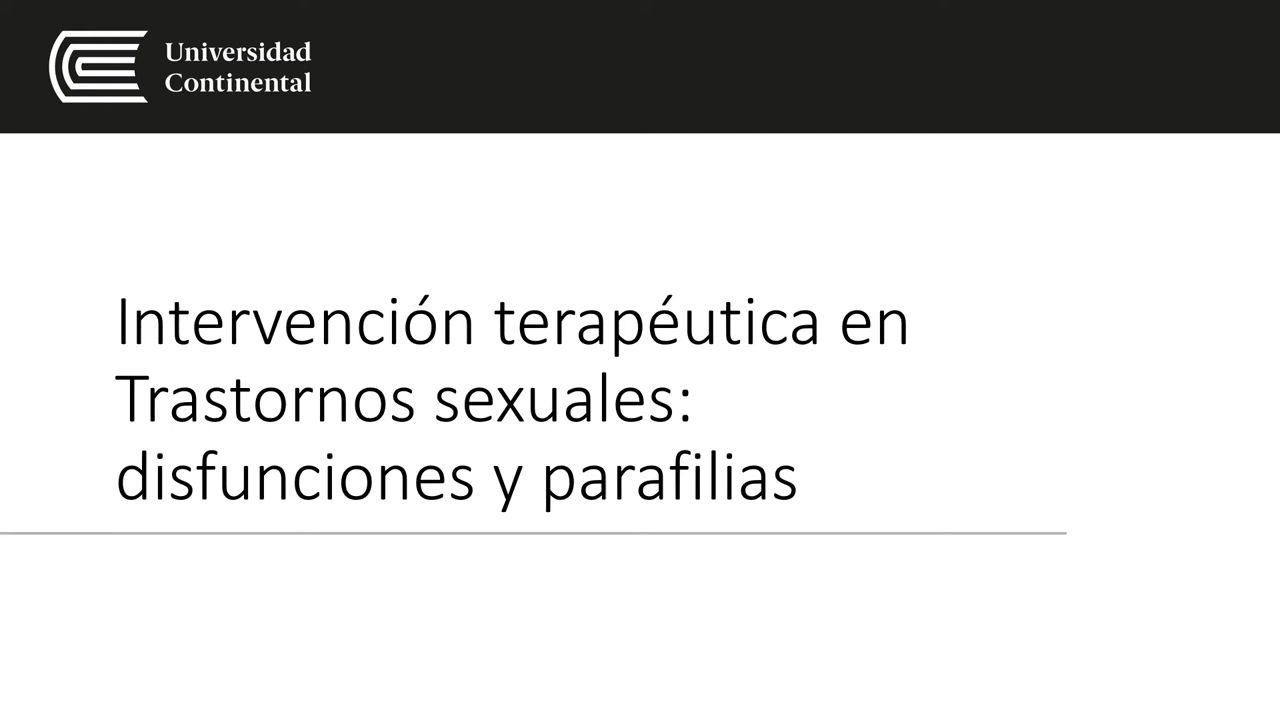 Universidad
Continental
Intervención terapéutica en
Trastornos sexuales:
disfunciones y parafilias